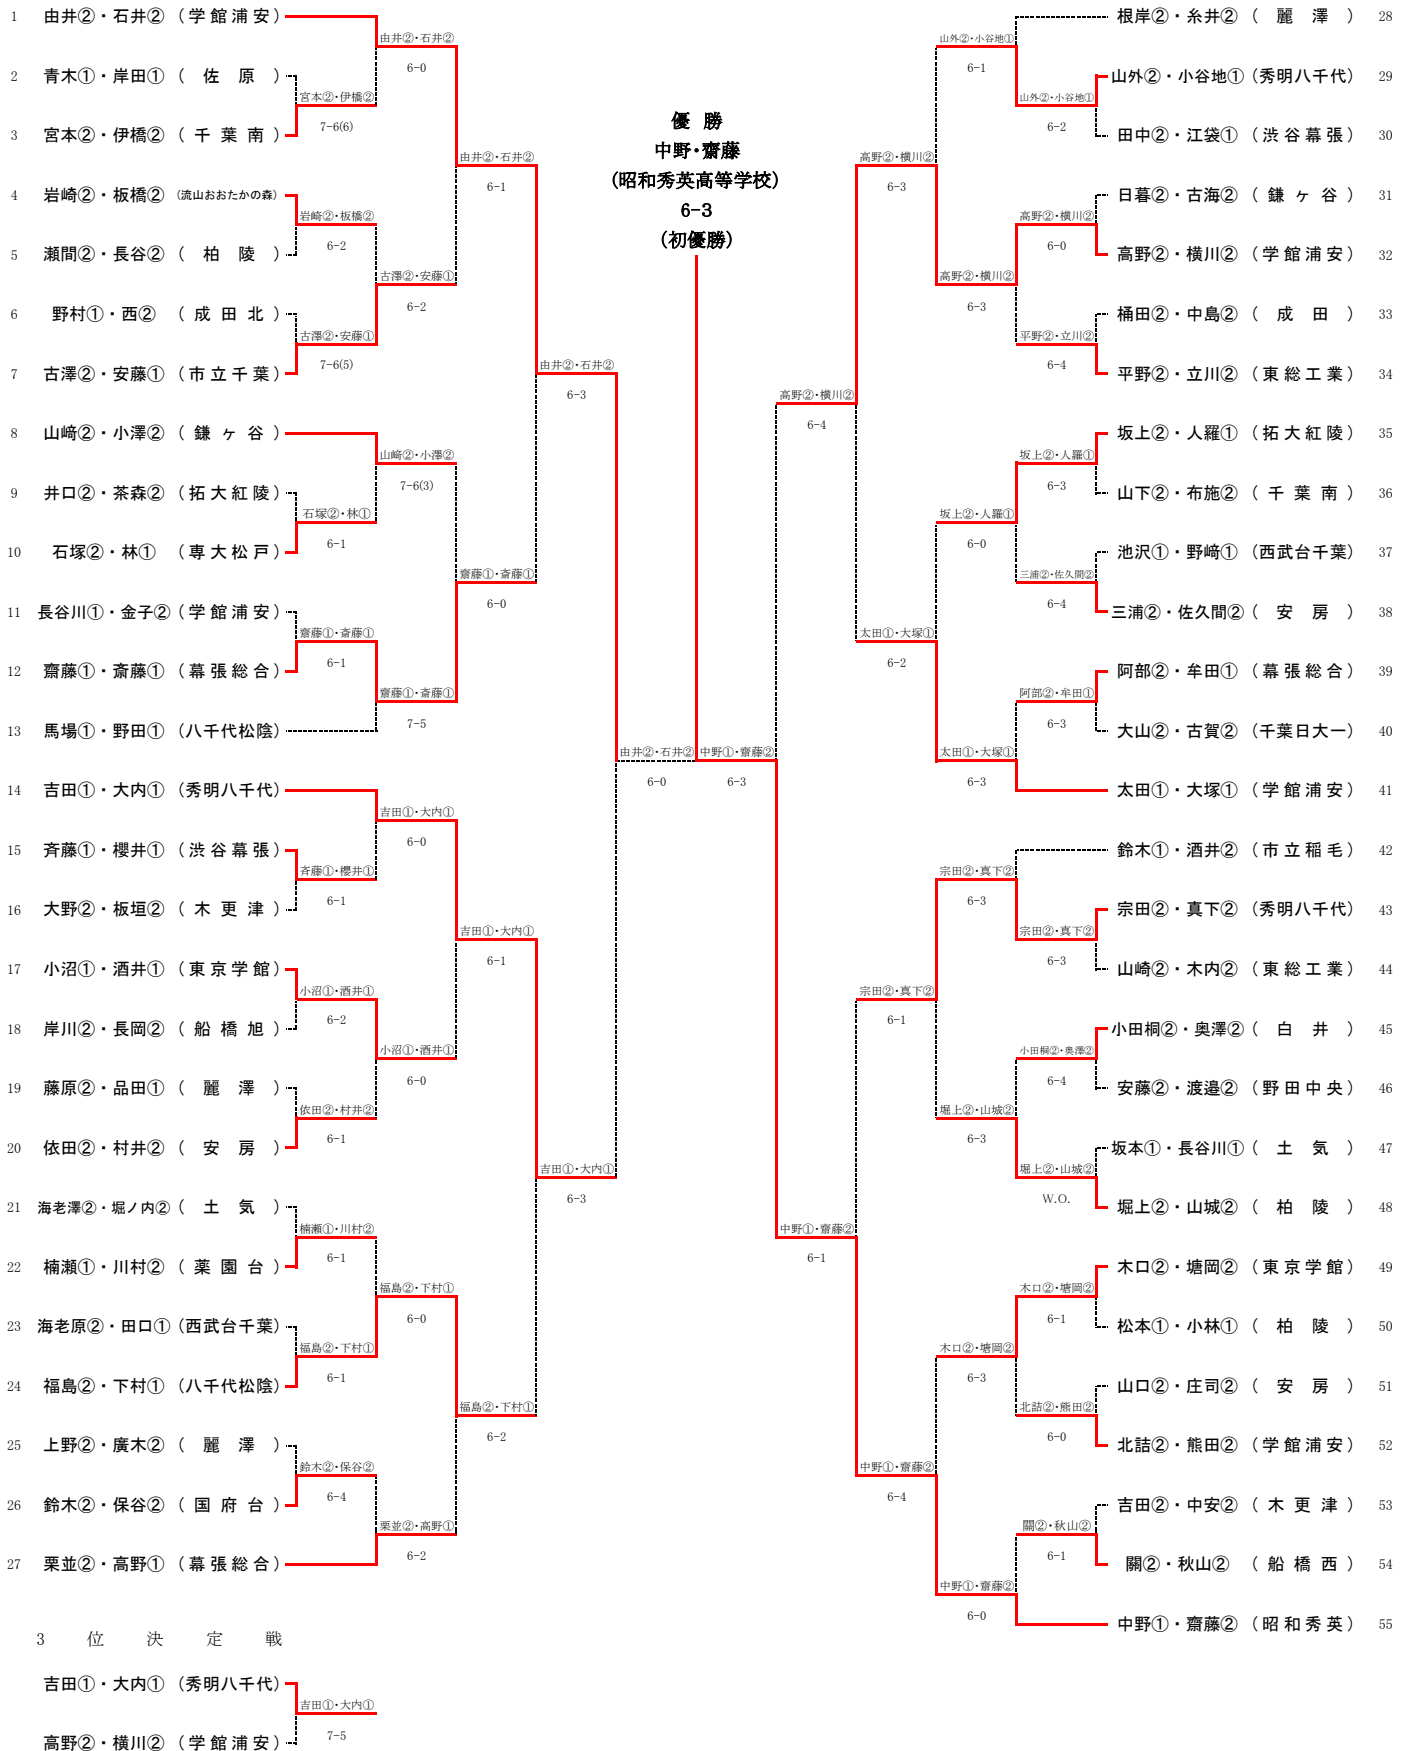 1 由井②・石井② (学館浦安)
2 青木①・岸田① (佐原)
3 宮本②・伊橋② (千葉南)
4 岩崎②・板橋② (流山おおたかの森)
5 瀬間②・長谷② (柏陵)
6 野村①・西② (成田北)
7 古澤②・安藤① (市立千葉)
8 山﨑②・小澤② (鎌ヶ谷)
9 井口②・茶森② (拓大紅陵)
10 石塚②・林① (専大松戸)
11 長谷川①・金子② (学館浦安)
12 齋藤①・斎藤① (幕張総合)
13 馬場①・野田① (八千代松陰)
14 吉田①・大内① (秀明八千代)
15 斉藤①・櫻井① (渋谷幕張)
16 大野②・板垣② (木更津)
17 小沼①・酒井① (東京学館)
18 岸川②・長岡② (船橋旭)
19 藤原②・品田① (麗澤)
20 依田②・村井② (安房)
21 海老澤②・堀ノ内② (土気)
22 楠瀬①・川村② (薬園台)
23 海老原②・田口① (西武台千葉)
24 福島②・下村① (八千代松陰)
25 上野②・廣木② (麗澤)
26 鈴木②・保谷② (国府台)
27 栗並②・高野① (幕張総合)
宮本②・伊橋②
7-6(6)
岩崎②・板橋②
6-2
古澤②・安藤①
7-6(5)
石塚②・林①
6-1
齋藤①・斎藤①
6-1
斉藤①・櫻井①
6-1
小沼①・酒井①
6-2
依田②・村井②
6-1
楠瀬①・川村②
6-1
福島②・下村①
6-1
鈴木②・保谷②
6-4
由井②・石井②
6-0
古澤②・安藤①
6-2
山﨑②・小澤②
7-6(3)
齋藤①・斎藤①
7-5
吉田①・大内①
6-0
小沼①・酒井①
6-0
福島②・下村①
6-0
栗並②・高野①
6-2
由井②・石井②
6-1
齋藤①・斎藤①
6-0
吉田①・大内①
6-1
福島②・下村①
6-2
由井②・石井②
6-3
吉田①・大内①
6-3
由井②・石井②
6-0
優 勝
中野・齋藤
(昭和秀英高等学校)
6-3
(初優勝)
中野①・齋藤②
6-3
高野②・横川②
6-4
中野①・齋藤②
6-1
高野②・横川②
6-3
太田①・大塚①
6-2
宗田②・真下②
6-1
中野①・齋藤②
6-4
山外②・小谷地①
6-1
高野②・横川②
6-3
坂上②・人羅①
6-0
太田①・大塚①
6-3
宗田②・真下②
6-3
堀上②・山城②
6-3
木口②・塘岡②
6-3
中野①・齋藤②
6-0
山外②・小谷地①
6-2
高野②・横川②
6-0
平野②・立川②
6-4
坂上②・人羅①
6-3
三浦②・佐久間②
6-4
阿部②・牟田①
6-3
宗田②・真下②
6-3
小田桐②・奥澤②
6-4
堀上②・山城②
W.O.
木口②・塘岡②
6-1
北詰②・熊田②
6-0
關②・秋山②
6-1
根岸②・糸井② (麗澤) 28
山外②・小谷地① (秀明八千代) 29
田中②・江袋① (渋谷幕張) 30
日暮②・古海② (鎌ヶ谷) 31
高野②・横川② (学館浦安) 32
桶田②・中島② (成田) 33
平野②・立川② (東総工業) 34
坂上②・人羅① (拓大紅陵) 35
山下②・布施② (千葉南) 36
池沢①・野﨑① (西武台千葉) 37
三浦②・佐久間② (安房) 38
阿部②・牟田① (幕張総合) 39
大山②・古賀② (千葉日大一) 40
太田①・大塚① (学館浦安) 41
鈴木①・酒井② (市立稲毛) 42
宗田②・真下② (秀明八千代) 43
山崎②・木内② (東総工業) 44
小田桐②・奥澤② (白井) 45
安藤②・渡邉② (野田中央) 46
坂本①・長谷川① (土気) 47
堀上②・山城② (柏陵) 48
木口②・塘岡② (東京学館) 49
松本①・小林① (柏陵) 50
山口②・庄司② (安房) 51
北詰②・熊田② (学館浦安) 52
吉田②・中安② (木更津) 53
關②・秋山② (船橋西) 54
中野①・齋藤② (昭和秀英) 55
3 位 決 定 戦
吉田①・大内① (秀明八千代)
高野②・横川② (学館浦安)
吉田①・大内①
7-5